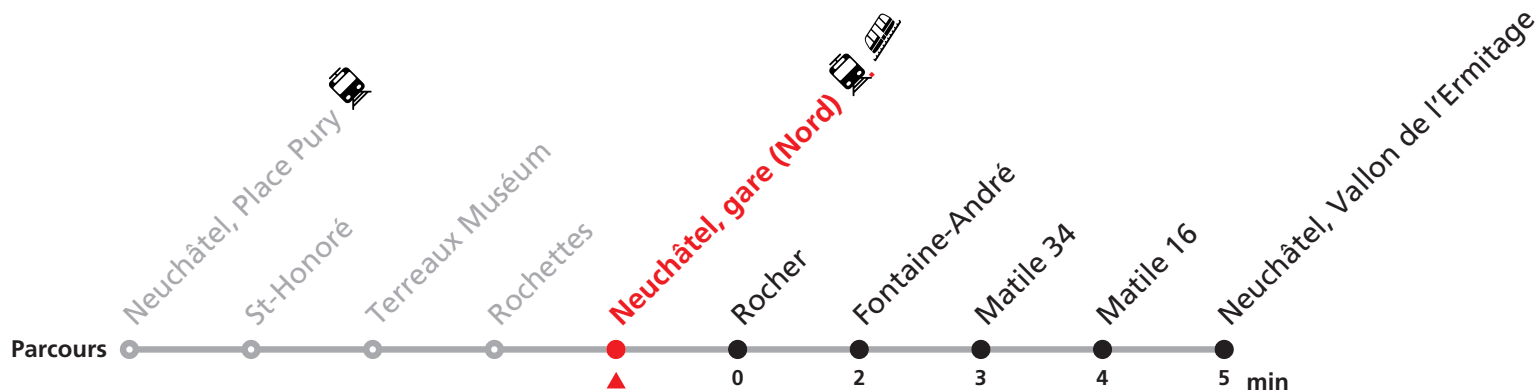 Neuchâtel, Place Pury
St-Honoré
Terreaux Muséum
Rochettes
Neuchâtel, gare (Nord)
Rocher
Fontaine-André
Matile 34
Matile 16
Neuchâtel, Vallon de l'Ermitage
Parcours
0 2 3 4 5 min